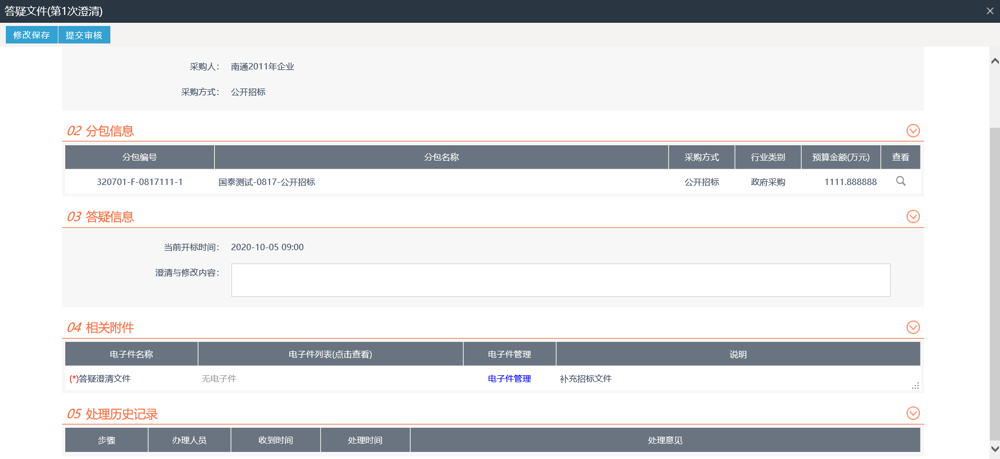 答疑文件(第1次澄清)
修改保存 提交审核
采购人： 南通2011年企业
采购方式： 公开招标
02 分包信息
分包编号 分包名称 采购方式 行业类别 预算金额(万元) 查看
320701-F-0817111-1 国泰测试-0817-公开招标 公开招标 政府采购 1111.888888
03 答疑信息
当前开标时间： 2020-10-05 09:00
澄清与修改内容：
04 相关附件
电子件名称 电子件列表(点击查看) 电子件管理 说明
(*)答疑澄清文件 无电子件 电子件管理 补充招标文件
05 处理历史记录
步骤 办理人员 收到时间 处理时间 处理意见